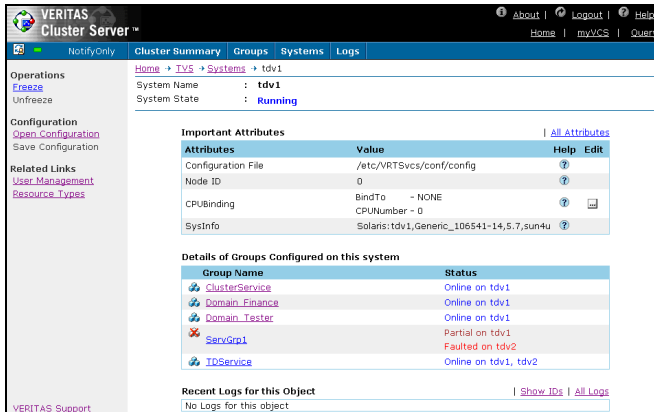 VERITAS
Cluster Server™
About | Logout | Help
Home | myVCS | Query
NotifyOnly
Cluster Summary | Groups | Systems | Logs
Home → TVS → Systems → tdv1
Operations
Freeze
Unfreeze
Configuration
Open Configuration
Save Configuration
Related Links
User Management
Resource Types
VERITAS Support
System Name : tdv1
System State : Running
Important Attributes | All Attributes
Attributes Value Help Edit
Configuration File /etc/VRTSvcs/conf/config ?
Node ID 0 ?
CPUBinding BindTo - NONE ? ...
CPUNumber - 0
SysInfo Solaris:tdv1,Generic_106541-14,5.7,sun4u ?
Details of Groups Configured on this system
Group Name Status
ClusterService Online on tdv1
Domain_Finance Online on tdv1
Domain_Tester Online on tdv1
ServGrp1 Partial on tdv1
Faulted on tdv2
TDService Online on tdv1, tdv2
Recent Logs for this Object | Show IDs | All Logs
No Logs for this object